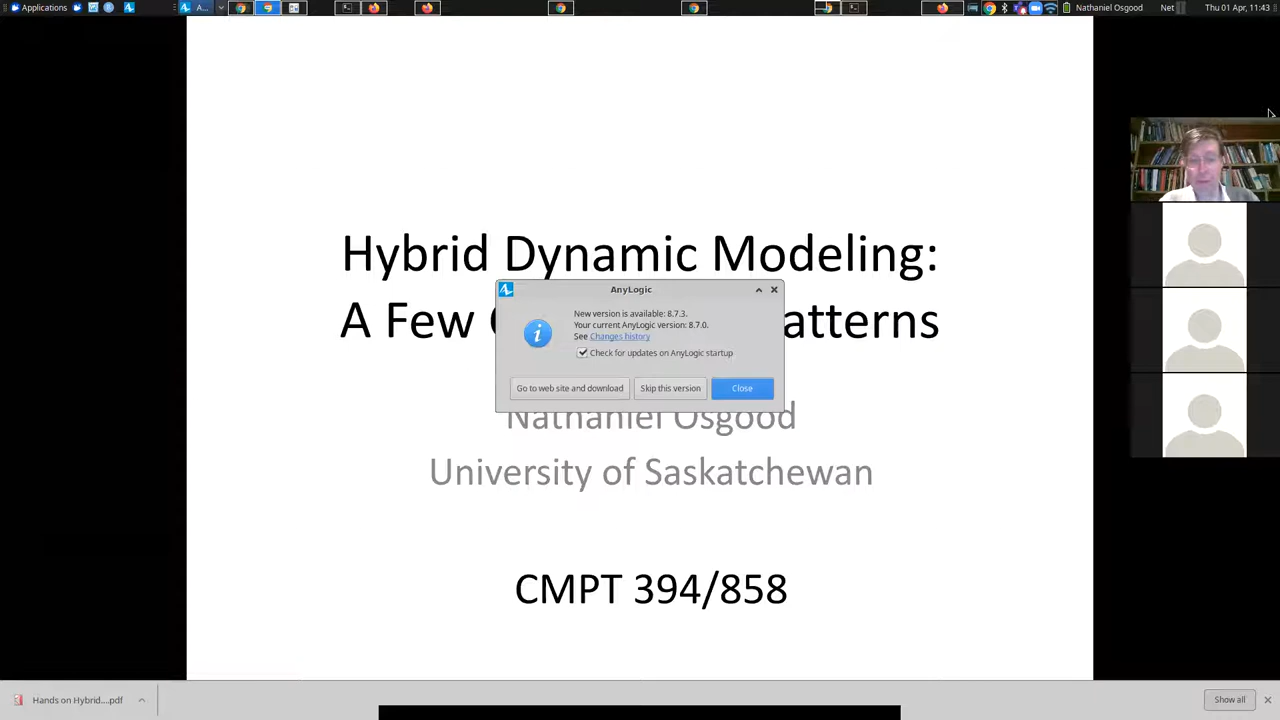 Applications
A...
Nathaniel Osgood
Net
Thu 01 Apr, 11:43
Hybrid Dynamic Modeling:
A Few
atterns
AnyLogic
New version is available: 8.7.3.
Your current AnyLogic version: 8.7.0.
See Changes history
Check for updates on AnyLogic startup
Go to web site and download
Skip this version
Close
Nathaniel Osgood
University of Saskatchewan
CMPT 394/858
Hands on Hybrid....pdf
Show all